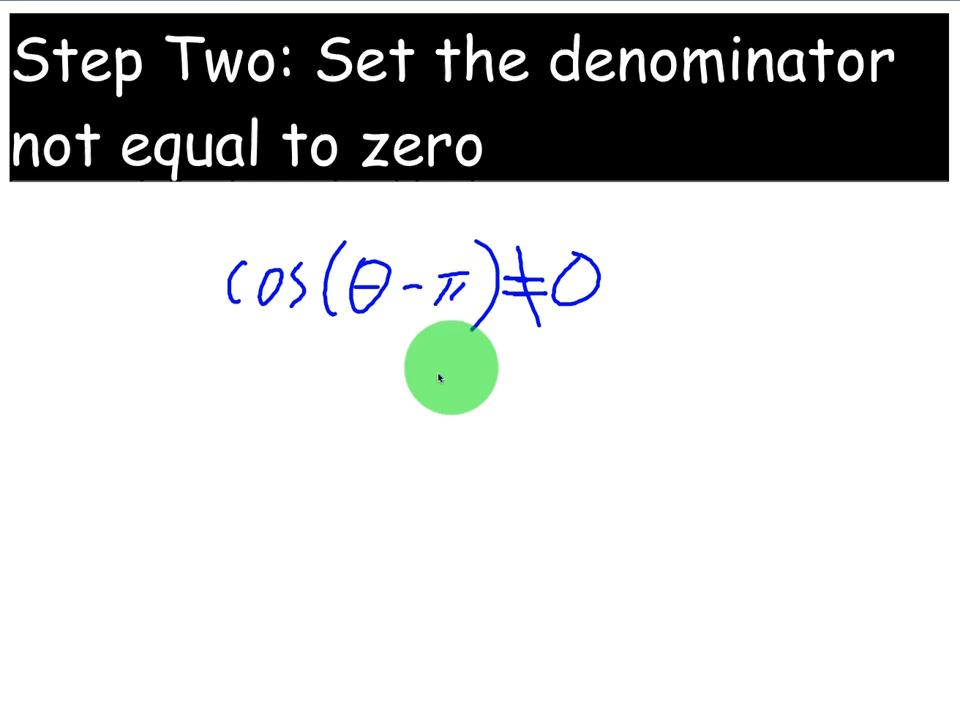 Step Two: Set the denominator
not equal to zero
cos(θ-π)≠0